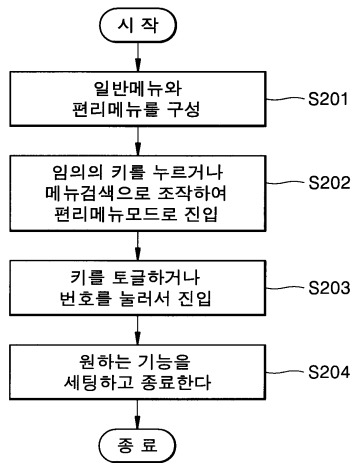 시 작
일반메뉴와
편리메뉴를 구성
S201
임의의 키를 누르거나
메뉴검색으로 조작하여
편리메뉴모드로 진입
S202
키를 토글하거나
번호를 눌러서 진입
S203
원하는 기능을
세팅하고 종료한다
S204
종 료